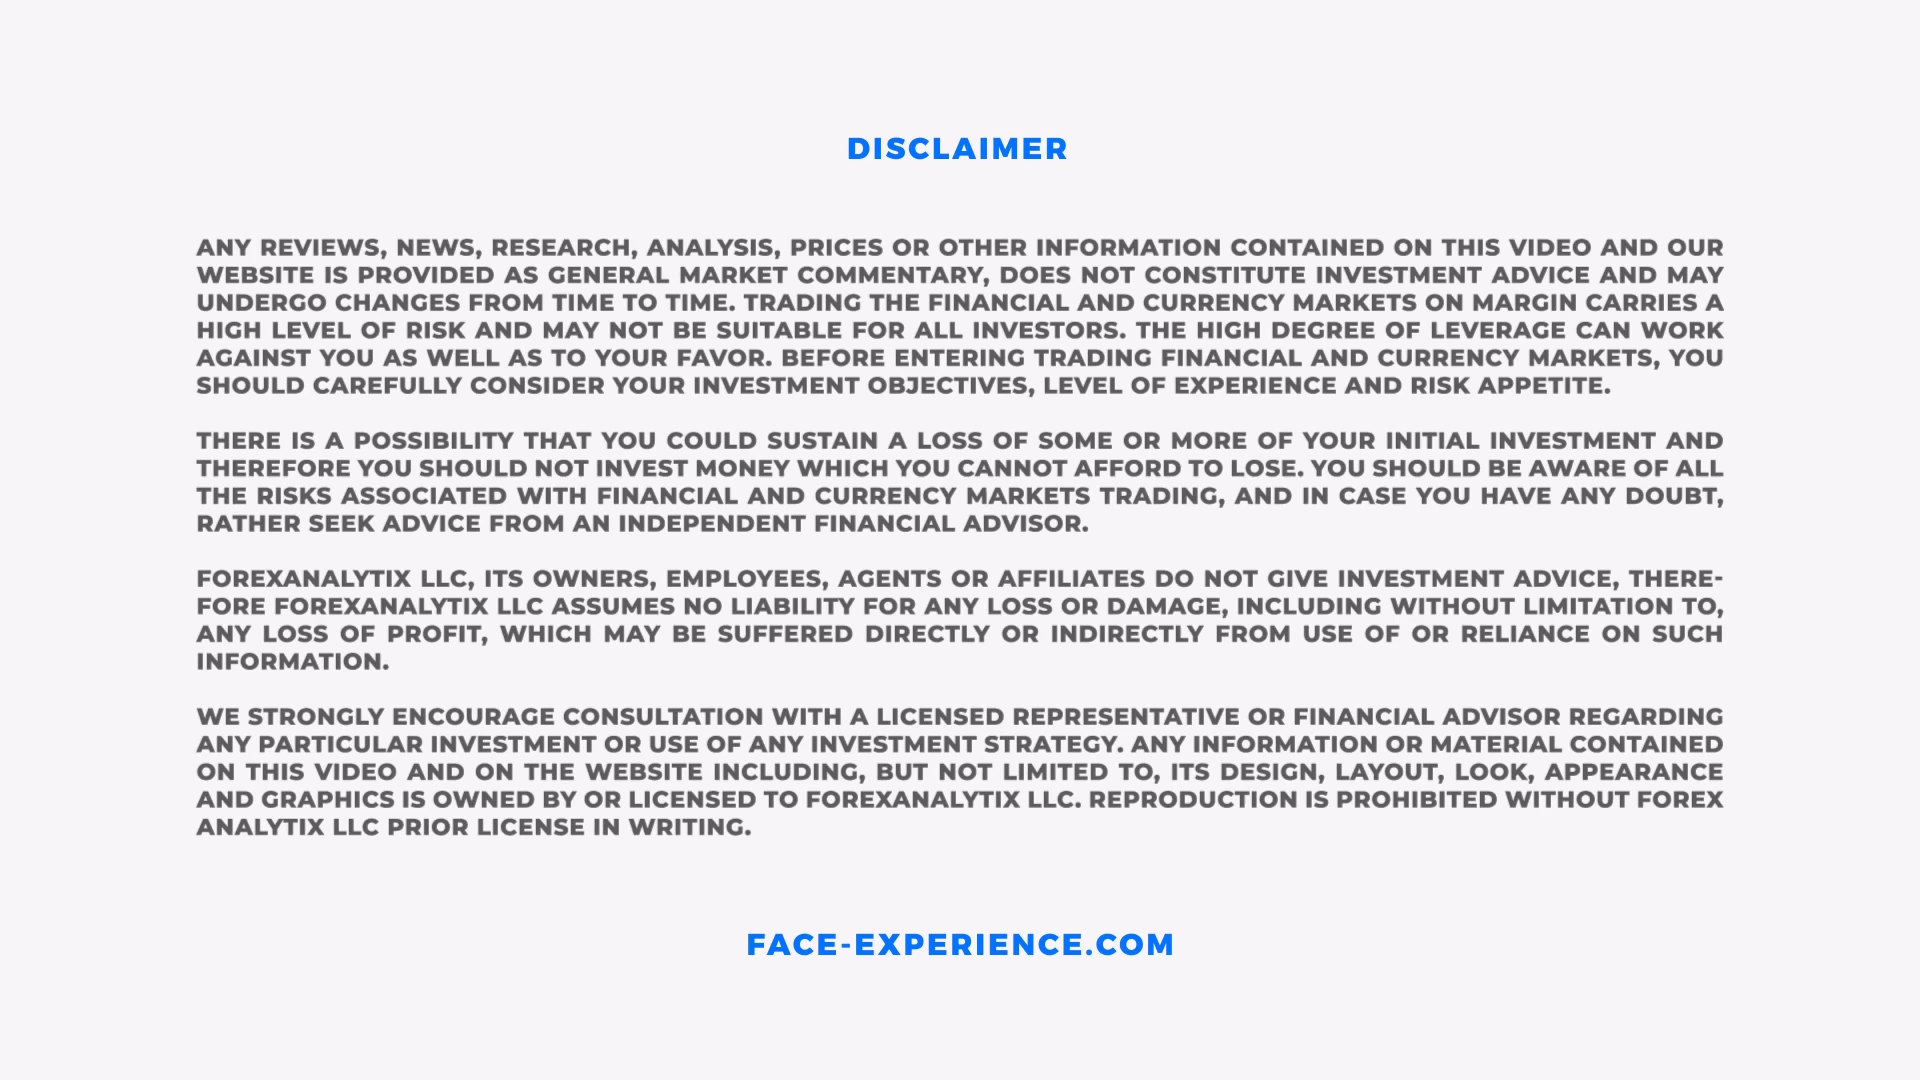 DISCLAIMER
ANY REVIEWS, NEWS, RESEARCH, ANALYSIS, PRICES OR OTHER INFORMATION CONTAINED ON THIS VIDEO AND OUR
WEBSITE IS PROVIDED AS GENERAL MARKET COMMENTARY, DOES NOT CONSTITUTE INVESTMENT ADVICE AND MAY
UNDERGO CHANGES FROM TIME TO TIME. TRADING THE FINANCIAL AND CURRENCY MARKETS ON MARGIN CARRIES A
HIGH LEVEL OF RISK AND MAY NOT BE SUITABLE FOR ALL INVESTORS. THE HIGH DEGREE OF LEVERAGE CAN WORK
AGAINST YOU AS WELL AS TO YOUR FAVOR. BEFORE ENTERING TRADING FINANCIAL AND CURRENCY MARKETS, YOU
SHOULD CAREFULLY CONSIDER YOUR INVESTMENT OBJECTIVES, LEVEL OF EXPERIENCE AND RISK APPETITE.
THERE IS A POSSIBILITY THAT YOU COULD SUSTAIN A LOSS OF SOME OR MORE OF YOUR INITIAL INVESTMENT AND
THEREFORE YOU SHOULD NOT INVEST MONEY WHICH YOU CANNOT AFFORD TO LOSE. YOU SHOULD BE AWARE OF ALL
THE RISKS ASSOCIATED WITH FINANCIAL AND CURRENCY MARKETS TRADING, AND IN CASE YOU HAVE ANY DOUBT,
RATHER SEEK ADVICE FROM AN INDEPENDENT FINANCIAL ADVISOR.
FOREXANALYTIX LLC, ITS OWNERS, EMPLOYEES, AGENTS OR AFFILIATES DO NOT GIVE INVESTMENT ADVICE, THERE-
FORE FOREXANALYTIX LLC ASSUMES NO LIABILITY FOR ANY LOSS OR DAMAGE, INCLUDING WITHOUT LIMITATION TO,
ANY LOSS OF PROFIT, WHICH MAY BE SUFFERED DIRECTLY OR INDIRECTLY FROM USE OF OR RELIANCE ON SUCH
INFORMATION.
WE STRONGLY ENCOURAGE CONSULTATION WITH A LICENSED REPRESENTATIVE OR FINANCIAL ADVISOR REGARDING
ANY PARTICULAR INVESTMENT OR USE OF ANY INVESTMENT STRATEGY. ANY INFORMATION OR MATERIAL CONTAINED
ON THIS VIDEO AND ON THE WEBSITE INCLUDING, BUT NOT LIMITED TO, ITS DESIGN, LAYOUT, LOOK, APPEARANCE
AND GRAPHICS IS OWNED BY OR LICENSED TO FOREXANALYTIX LLC. REPRODUCTION IS PROHIBITED WITHOUT FOREX
ANALYTIX LLC PRIOR LICENSE IN WRITING.
FACE-EXPERIENCE.COM